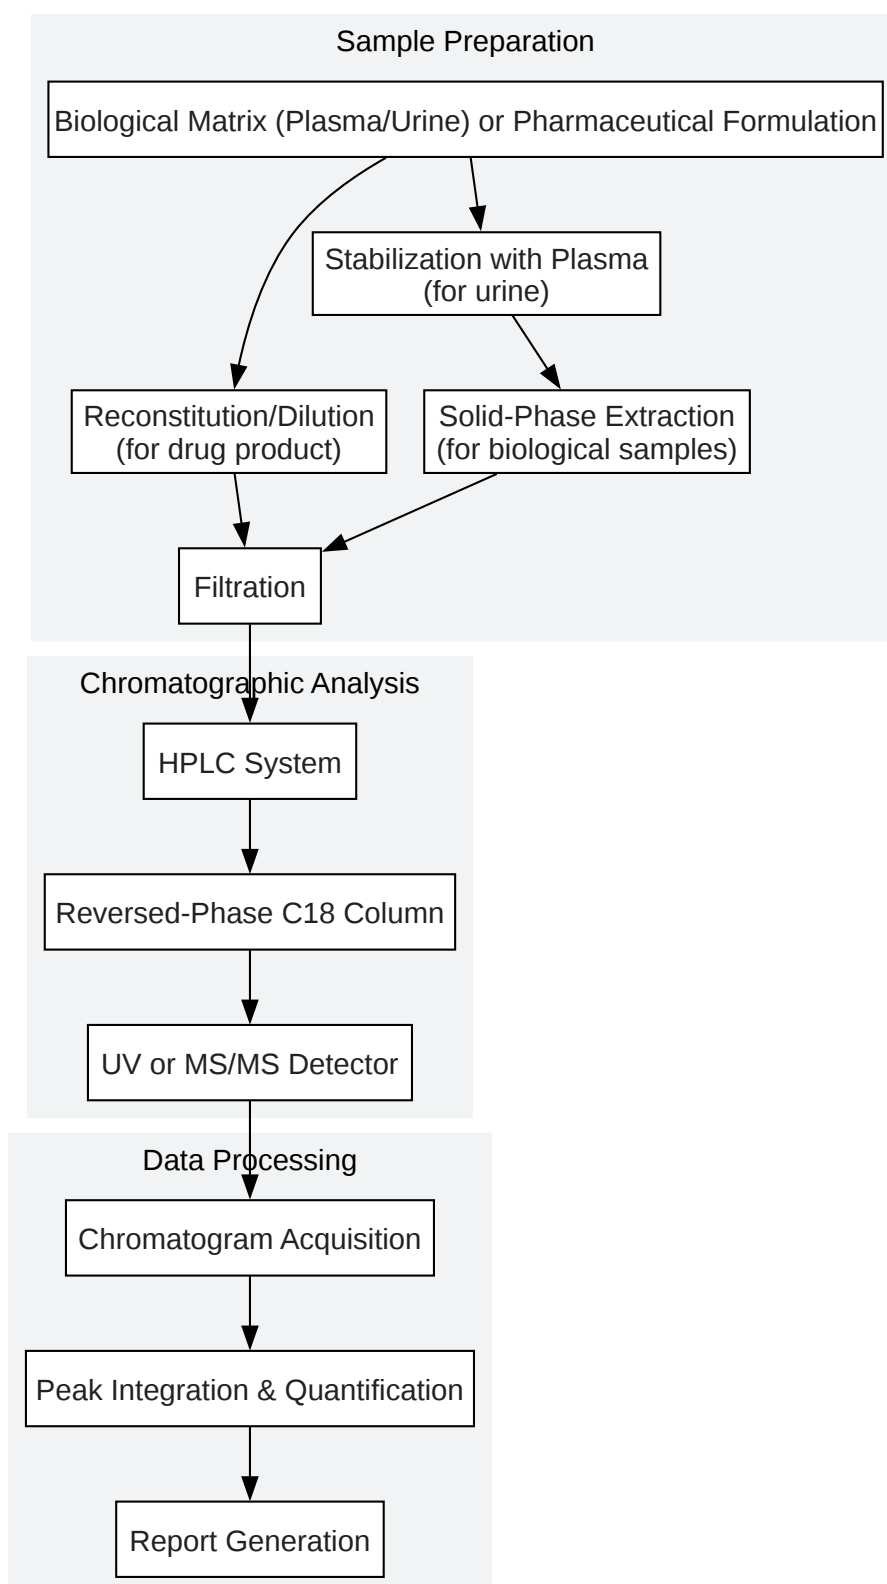 Sample Preparation
Biological Matrix (Plasma/Urine) or Pharmaceutical Formulation
Stabilization with Plasma
(for urine)
Reconstitution/Dilution
(for drug product)
Solid-Phase Extraction
(for biological samples)
Filtration
Chromatographic Analysis
HPLC System
Reversed-Phase C18 Column
UV or MS/MS Detector
Data Processing
Chromatogram Acquisition
Peak Integration & Quantification
Report Generation